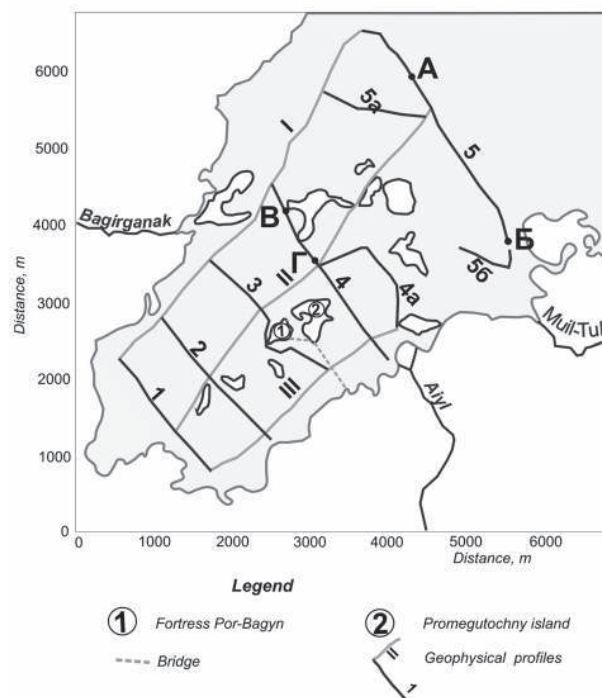 6000
A
5a
I
5
5000
4000
B
Б
Bagirganak
Г
II
4
5б
Distance, m
3
4a
3000
2
1
Muil-Tul
2
2000
III
1
Aiyl
1000
0
0 1000 2000 3000 4000 5000 6000
Distance, m
Legend
1 Fortress Por-Bagyn
2 Promegutochny island
Bridge
II
1
Geophysical profiles